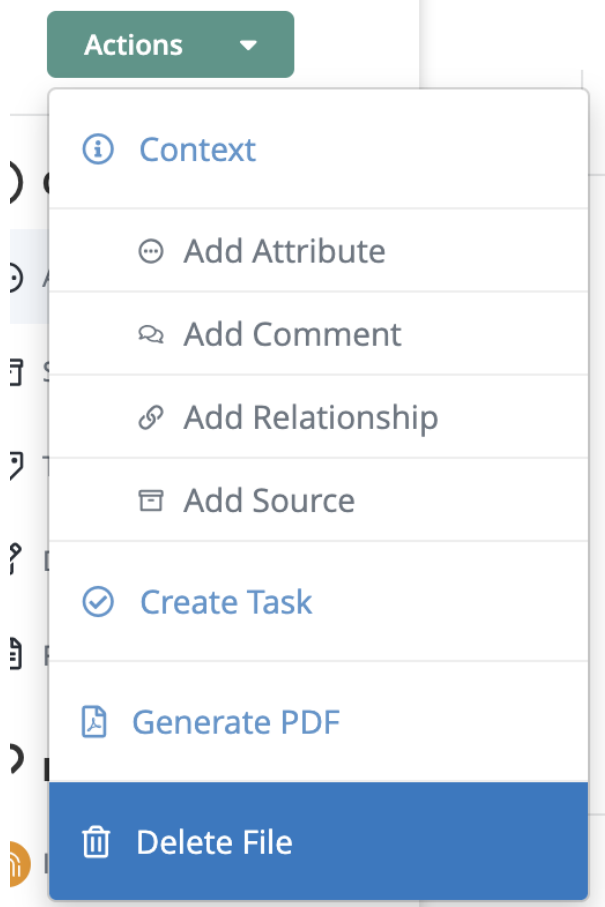 Actions
Context
Add Attribute
Add Comment
Add Relationship
Add Source
Create Task
Generate PDF
Delete File